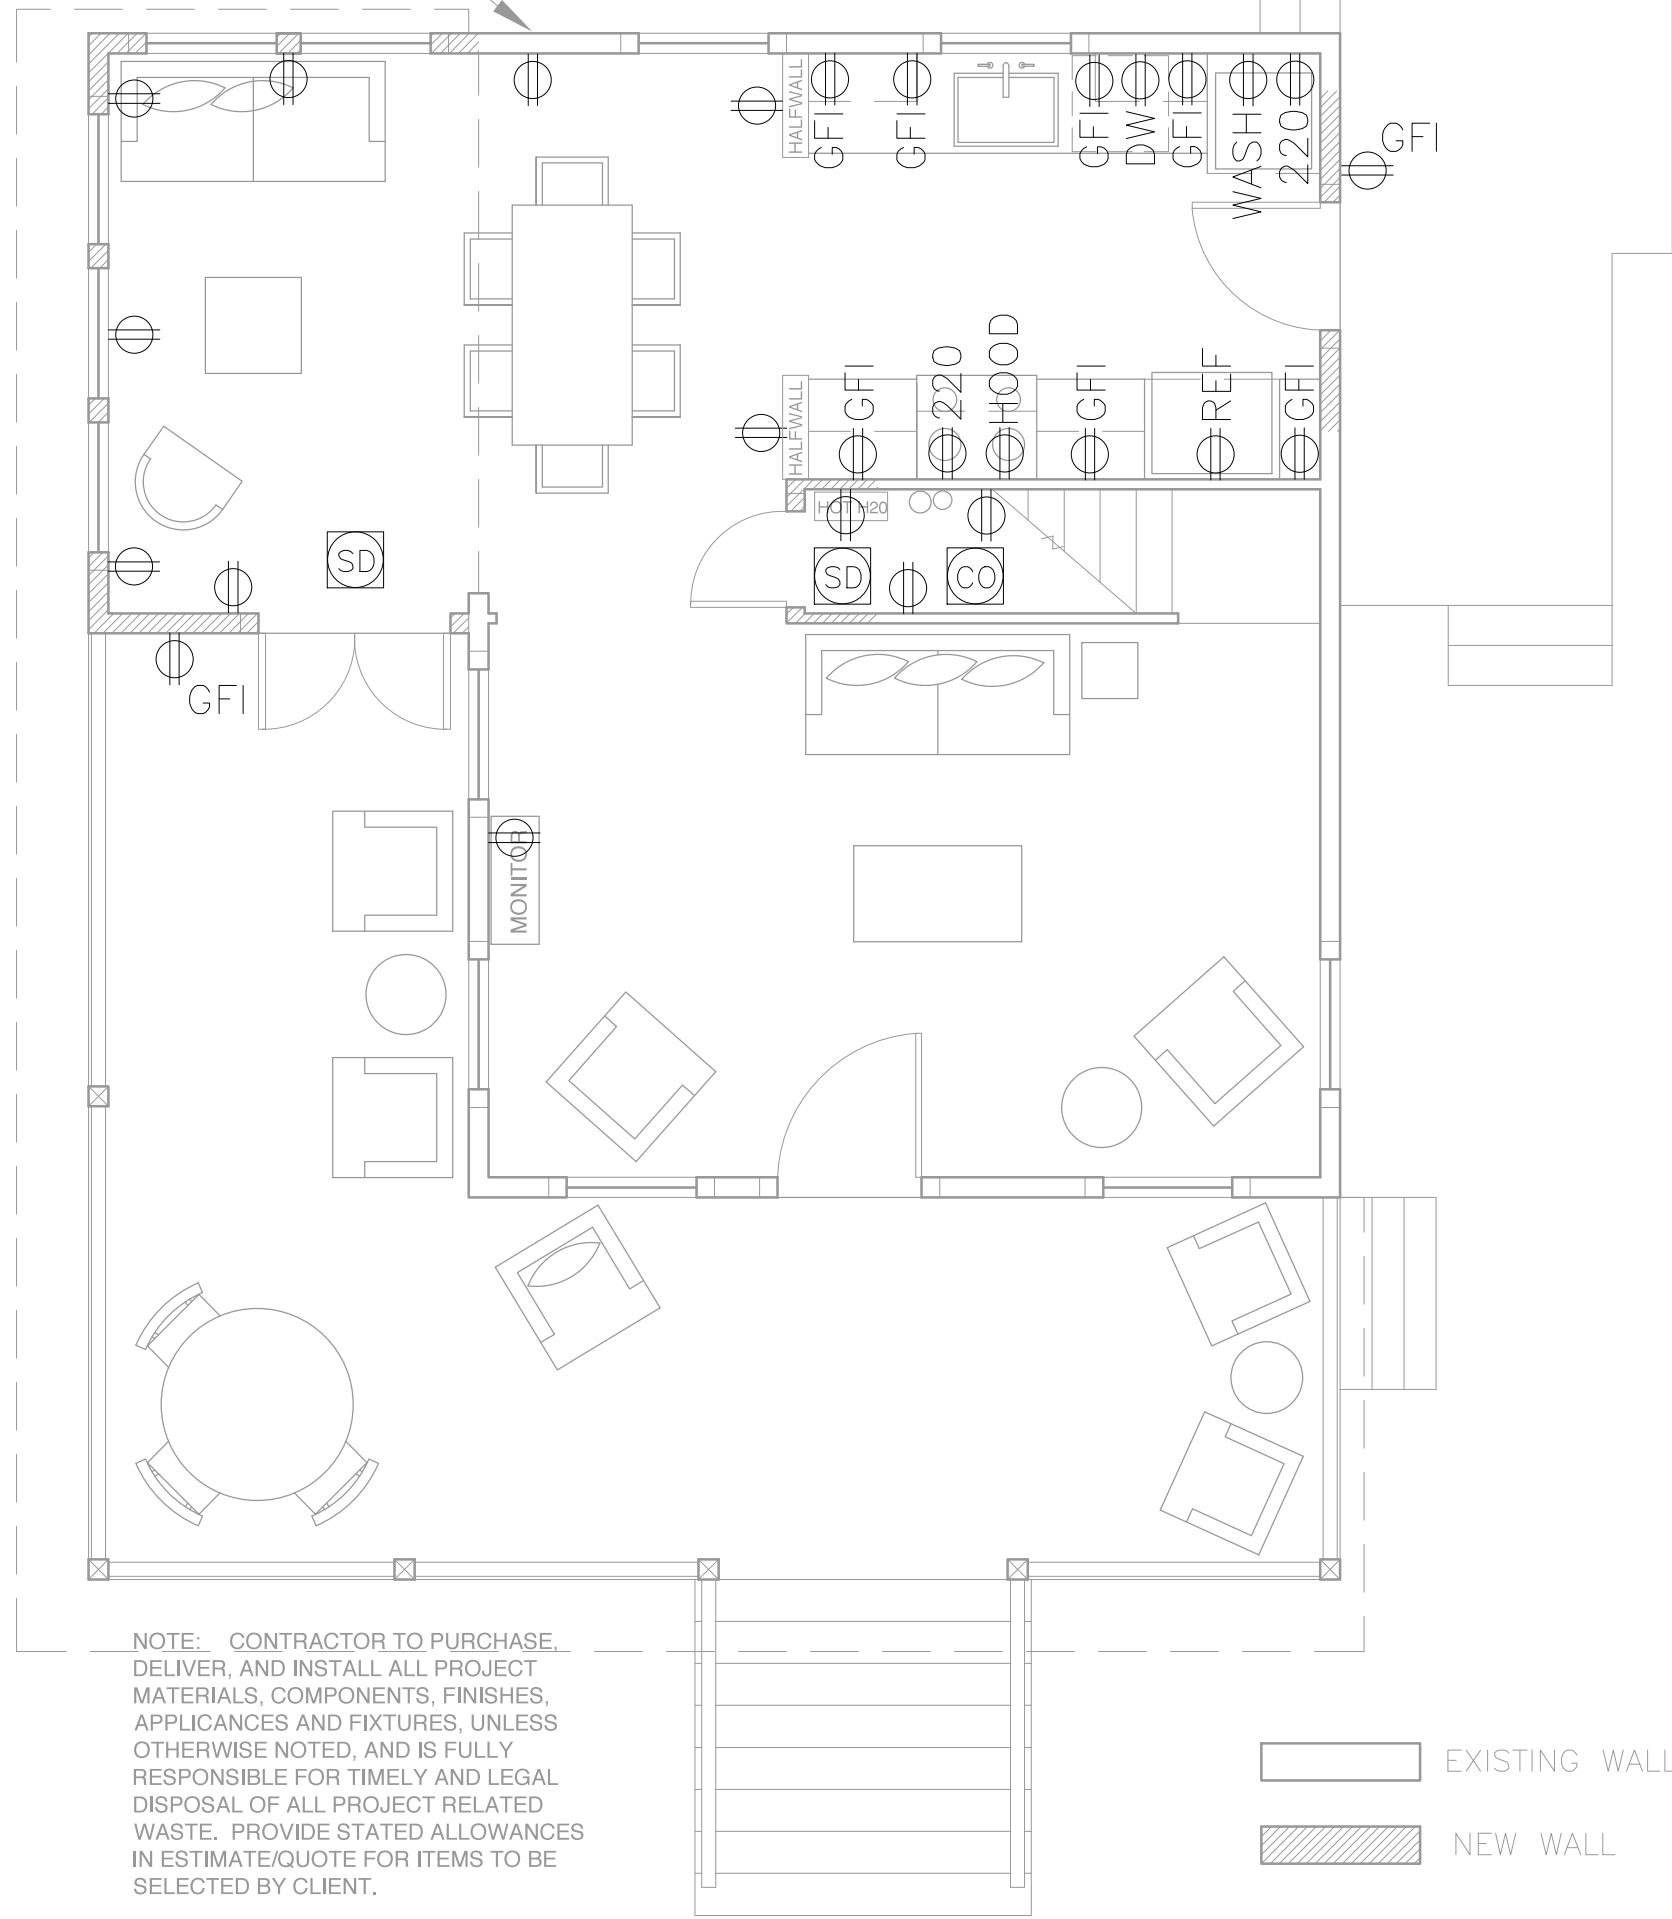 HALFWALL
GFI
GFI
GFI
DW
GFI
WASH
220
GFI
HALFWALL
GFI
220
HOOD
GFI
REF
GFI
HOT H20
SD
SD
CO
GFI
MONITOR
NOTE: CONTRACTOR TO PURCHASE,
DELIVER, AND INSTALL ALL PROJECT
MATERIALS, COMPONENTS, FINISHES,
APPLICANCES AND FIXTURES, UNLESS
OTHERWISE NOTED, AND IS FULLY
RESPONSIBLE FOR TIMELY AND LEGAL
DISPOSAL OF ALL PROJECT RELATED
WASTE. PROVIDE STATED ALLOWANCES
IN ESTIMATE/QUOTE FOR ITEMS TO BE
SELECTED BY CLIENT.
EXISTING WALL
NEW WALL